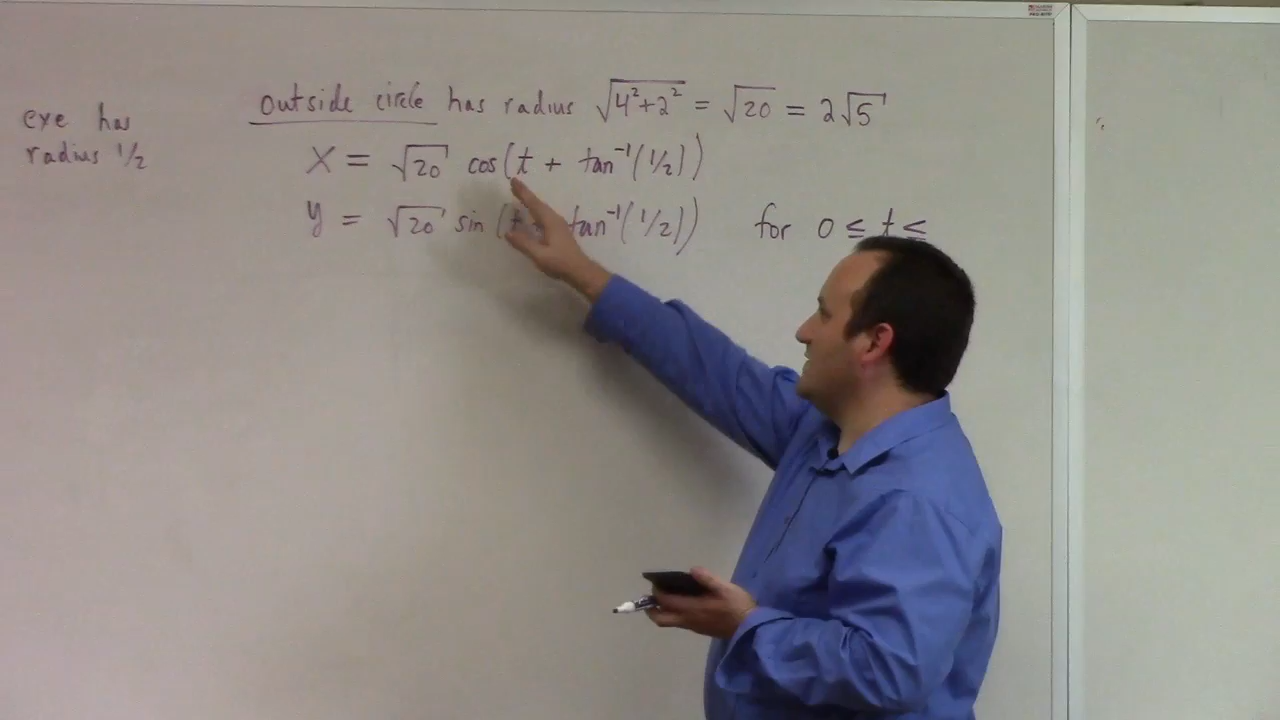 outside circle has radius √4²+2² = √20 = 2√5
eye has
radius 1/2
X = √20 cos(t + tan⁻¹(1/2))
y = √20 sin(t + tan⁻¹(1/2)) for 0 ≤ t ≤